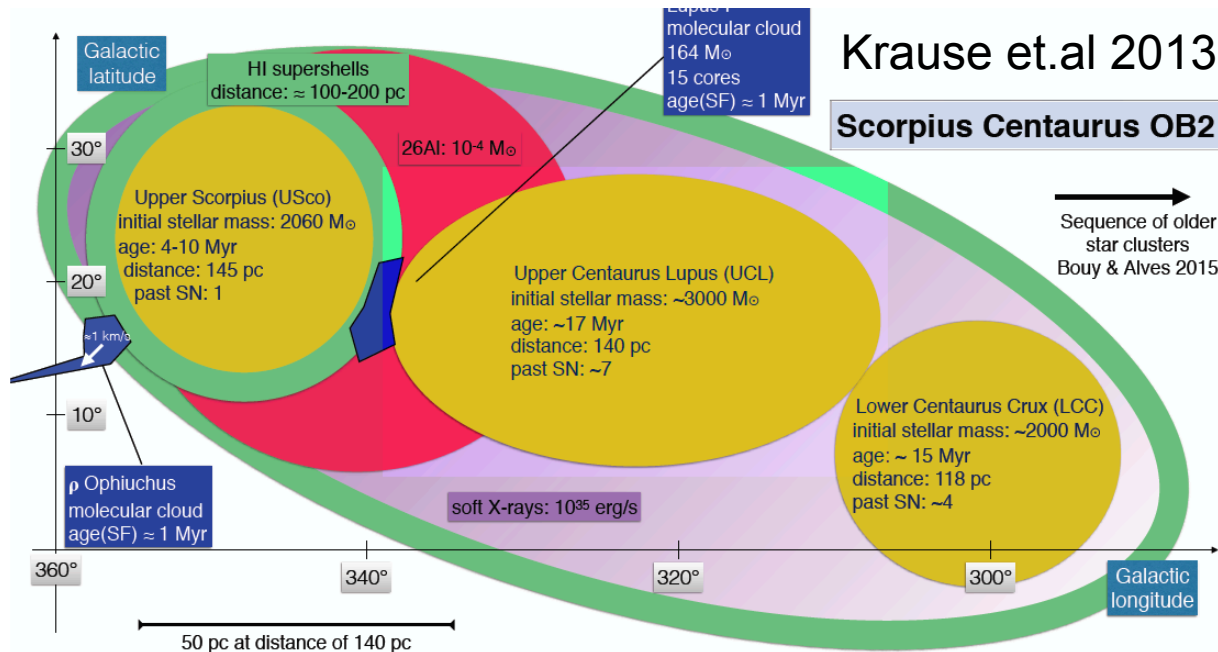 Krause et.al 2013
Scorpius Centaurus OB2
Galactic
latitude
HI supershells
distance: ≈ 100-200 pc
molecular cloud
164 M⊙
15 cores
age(SF) ≈ 1 Myr
26Al: 10⁻⁴ M⊙
30°
20°
10°
Upper Scorpius (USco)
initial stellar mass: 2060 M⊙
age: 4-10 Myr
distance: 145 pc
past SN: 1
Sequence of older
star clusters
Bouy & Alves 2015
Upper Centaurus Lupus (UCL)
initial stellar mass: ~3000 M⊙
age: ~17 Myr
distance: 140 pc
past SN: ~7
≈1 km/s
Lower Centaurus Crux (LCC)
initial stellar mass: ~2000 M⊙
age: ~ 15 Myr
distance: 118 pc
past SN: ~4
ρ Ophiuchus
molecular cloud
age(SF) ≈ 1 Myr
soft X-rays: 10³⁵ erg/s
360°
340°
320°
300°
Galactic
longitude
50 pc at distance of 140 pc